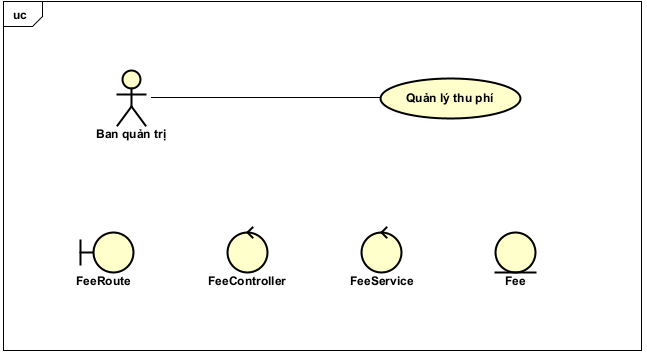 uc
Quản lý thu phí
Ban quản trị
FeeRoute
FeeController
FeeService
Fee